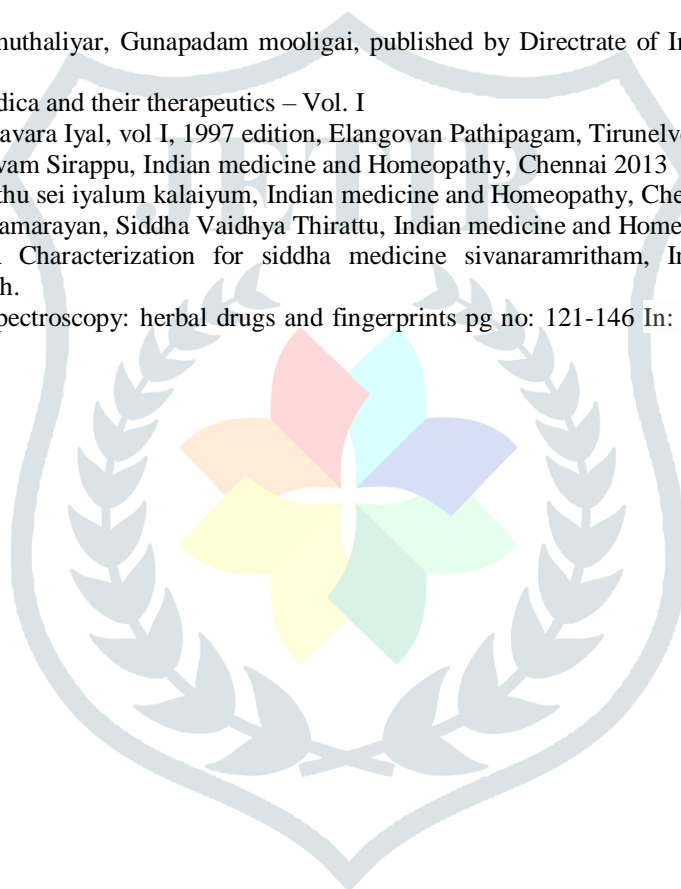 nuthaliyar, Gunapadam mooligai, published by Directrate of In
dica and their therapeutics – Vol. I
avara Iyal, vol I, 1997 edition, Elangovan Pathipagam, Tirunelve
vam Sirappu, Indian medicine and Homeopathy, Chennai 2013
thu sei iyalum kalaiyum, Indian medicine and Homeopathy, Che
amarayan, Siddha Vaidhya Thirattu, Indian medicine and Home
Characterization for siddha medicine sivanaramritham, In
h.
pectroscopy: herbal drugs and fingerprints pg no: 121-146 In:
JETIR